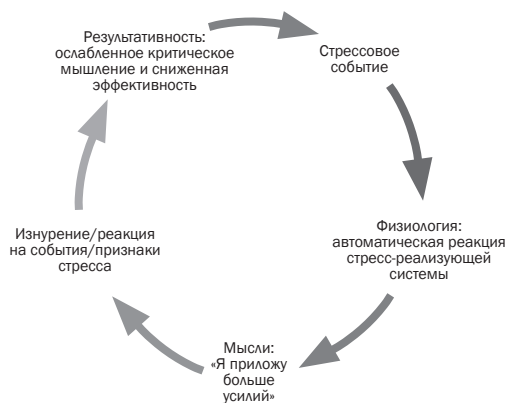 Результативность:
ослабленное критическое
мышление и сниженная
эффективность
Стрессовое
событие
Физиология:
автоматическая реакция
стресс-реализующей
системы
Мысли:
«Я приложу
больше
усилий»
Изнурение/реакция
на события/признаки
стресса